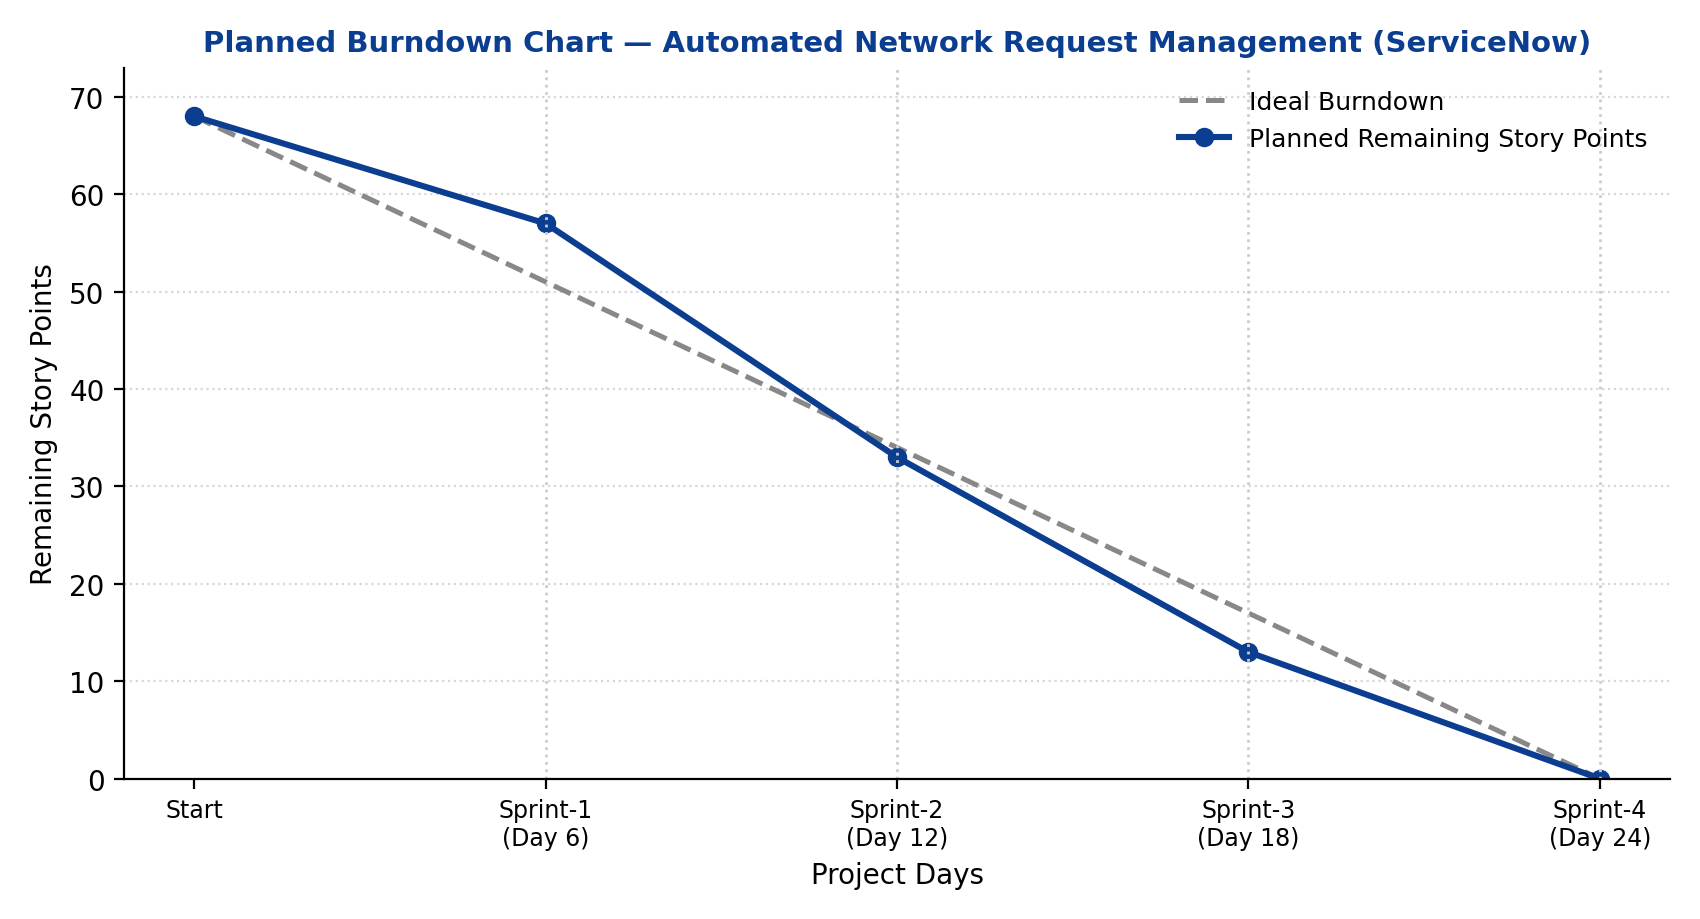 Planned Burndown Chart — Automated Network Request Management (ServiceNow)
Ideal Burndown
Planned Remaining Story Points
Remaining Story Points
70
60
50
40
30
20
10
0
Start
Sprint-1
(Day 6)
Sprint-2
(Day 12)
Sprint-3
(Day 18)
Sprint-4
(Day 24)
Project Days